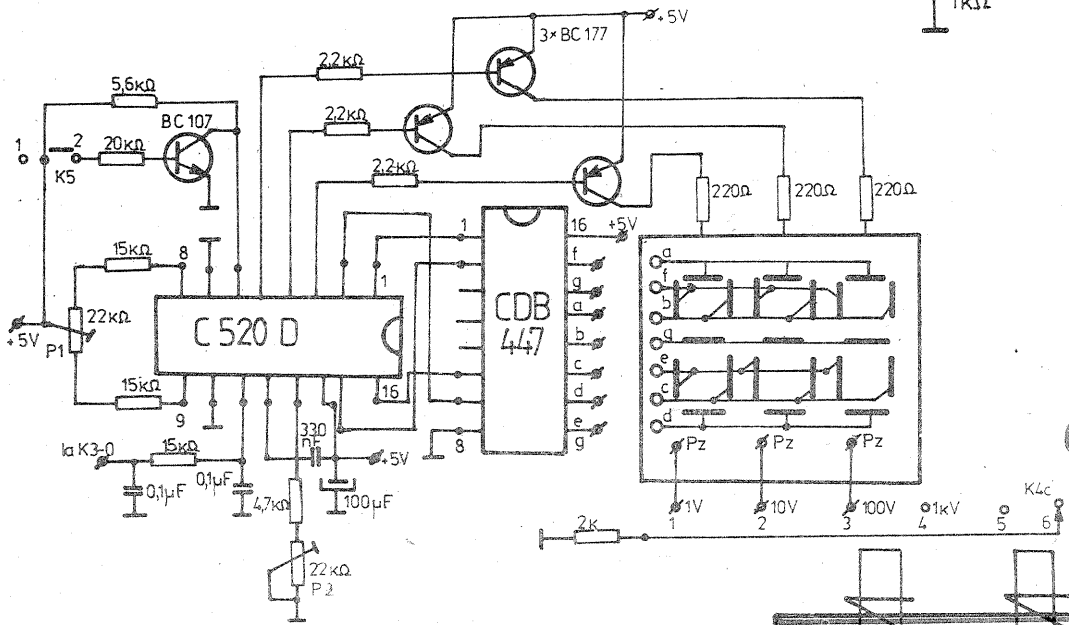 1KΩ
+5V
3×BC 177
2,2KΩ
5,6KΩ
BC 107
2,2KΩ
1 2 20KΩ
K5
2,2KΩ
220Ω 220Ω 220Ω
15KΩ 8
1 1 16 +5V
f
g
a
b
c
d
e
g
8
CDB
447
22KΩ
+5V
P1
C 520 D
15KΩ
9
16
a
f
b
g
e
c
d
Pz Pz Pz
la K3-0
15KΩ
0,1µF
0,1µF
330
nF
+5V
4,7KΩ
100µF
22KΩ
P2
1V 10V 100V 1kV K4c
1 2 3 4 5 6
2K